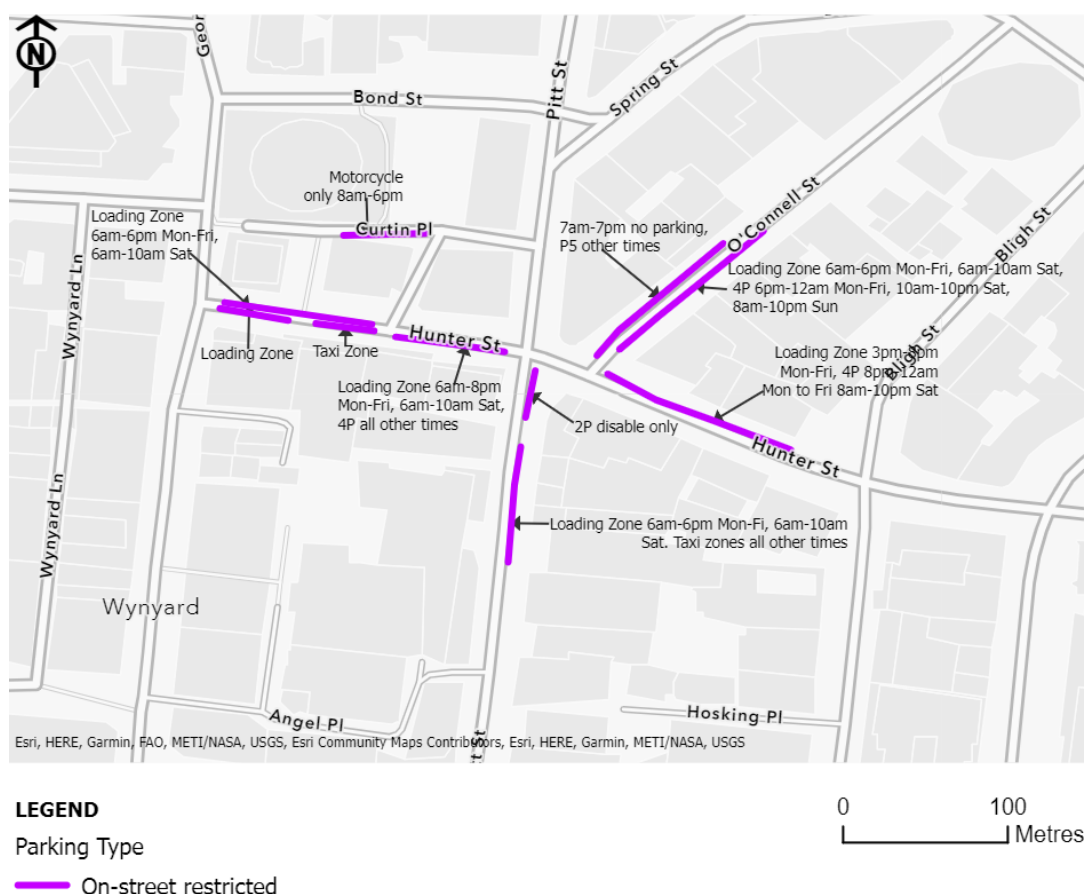 N
Geor
Bond St
Pitt St
Spring St
Motorcycle
only 8am-6pm
Loading Zone
6am-6pm Mon-Fri,
6am-10am Sat
Curtin Pl
7am-7pm no parking,
P5 other times
O'Connell St
Bligh St
Wynyard Ln
Loading Zone 6am-6pm Mon-Fri, 6am-10am Sat,
4P 6pm-12am Mon-Fri, 10am-10pm Sat,
8am-10pm Sun
Hunter St
Loading Zone
Taxi Zone
Bligh St
Loading Zone 3pm-8pm
Mon-Fri, 4P 8pm-12am
Mon to Fri 8am-10pm Sat
Loading Zone 6am-8pm
Mon-Fri, 6am-10am Sat,
4P all other times
2P disable only
Hunter St
Wynyard Ln
Loading Zone 6am-6pm Mon-Fi, 6am-10am
Sat. Taxi zones all other times
Wynyard
Angel Pl
Hosking Pl
tt St
Esri, HERE, Garmin, FAO, METI/NASA, USGS, Esri Community Maps Contributors, Esri, HERE, Garmin, METI/NASA, USGS
LEGEND
0 100
Metres
Parking Type
On-street restricted